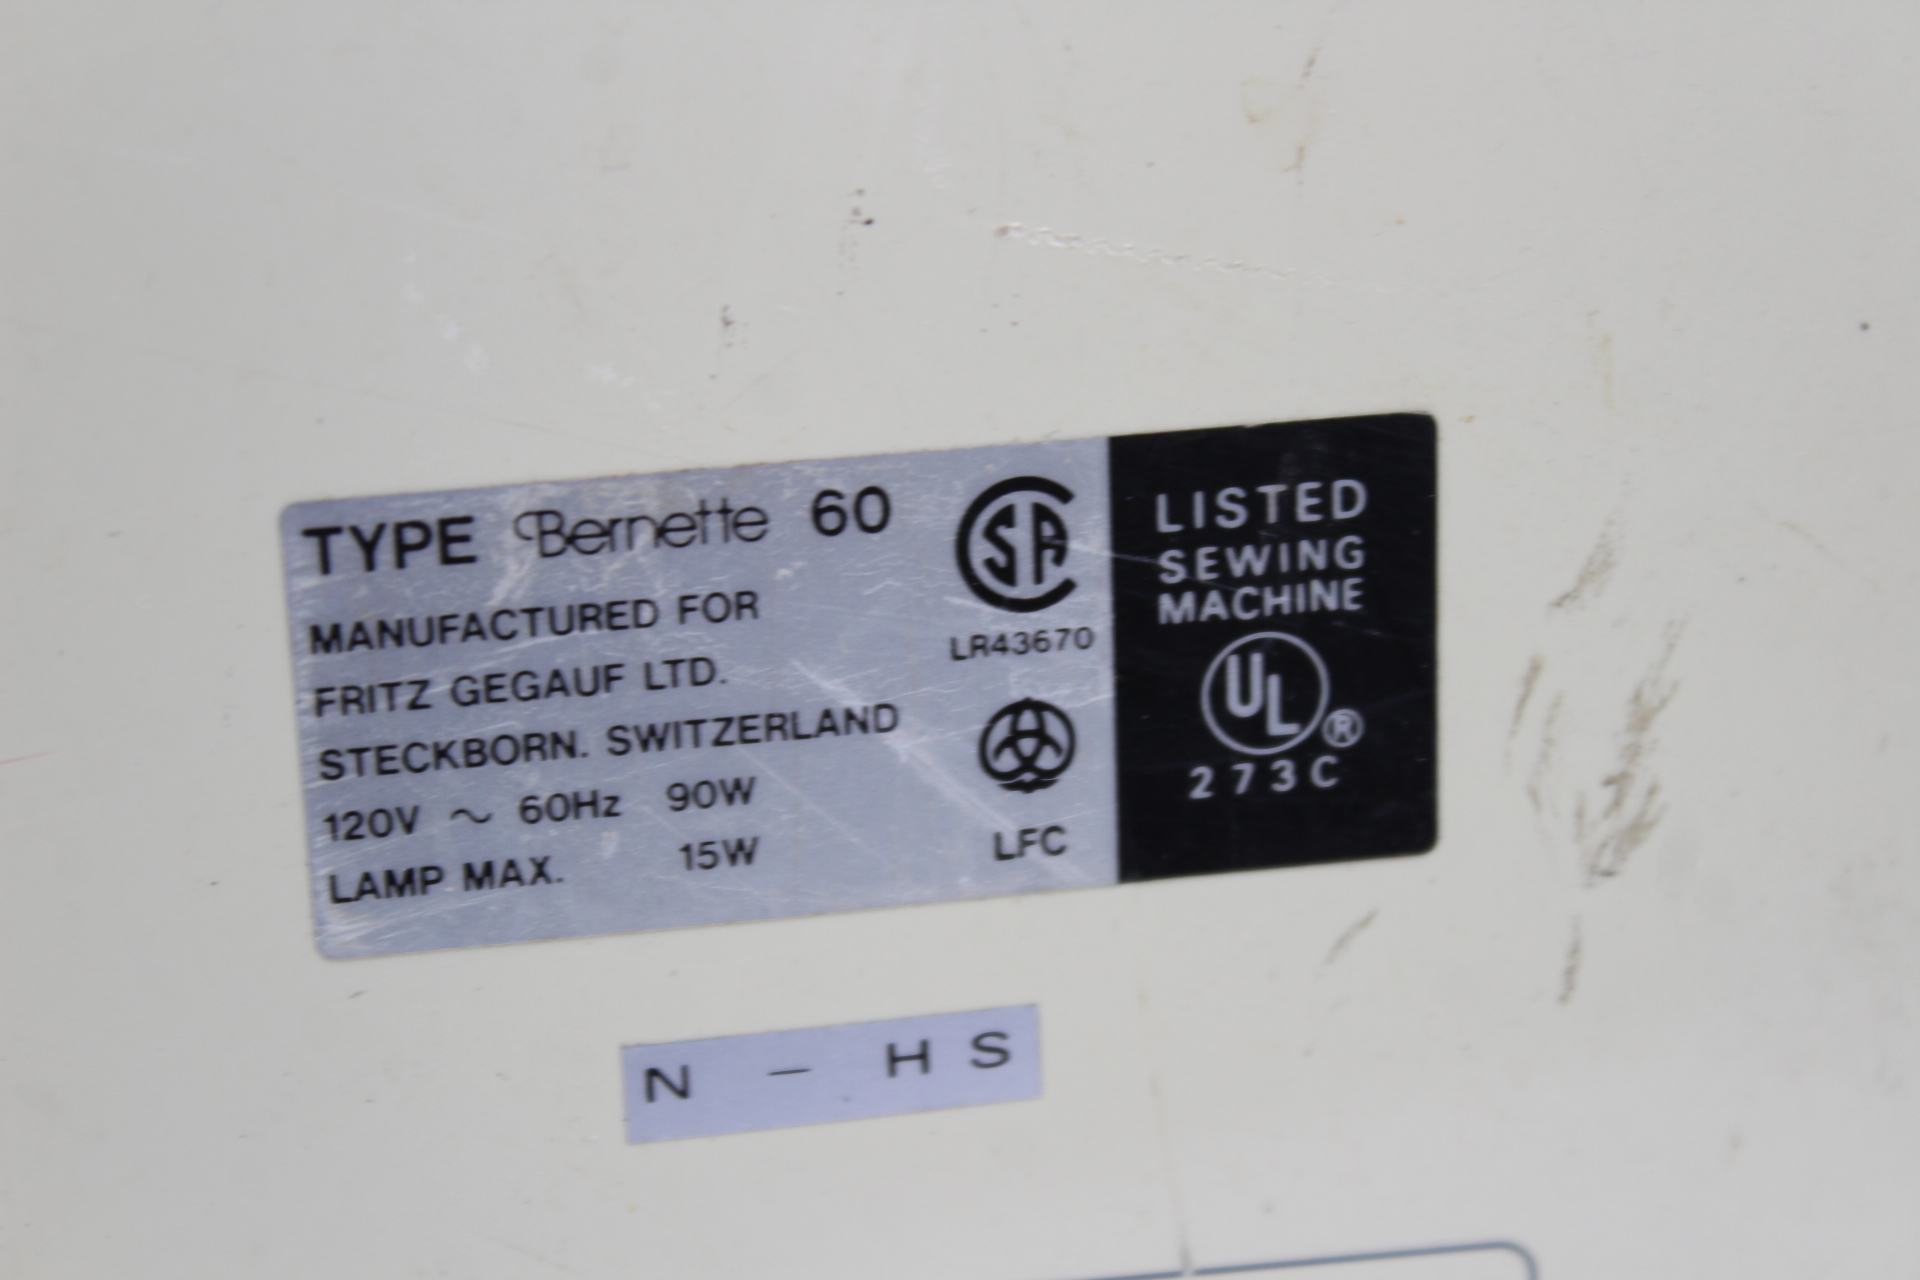 TYPE Bernette 60
MANUFACTURED FOR
FRITZ GEGAUF LTD.
STECKBORN. SWITZERLAND
120V ~ 60Hz 90W
LAMP MAX. 15W
CSA
LR43670
LFC
LISTED
SEWING
MACHINE
UL®
273C
N - HS